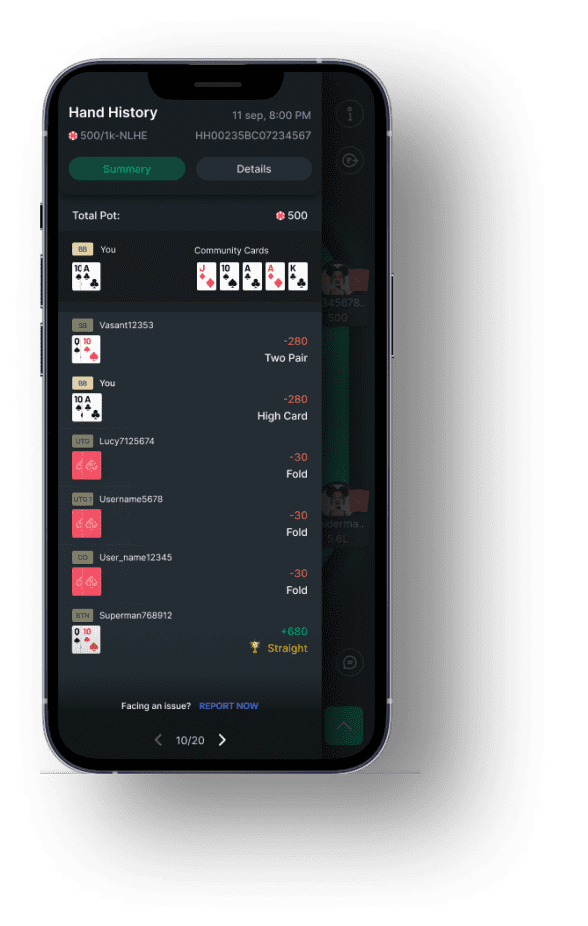 Hand History
11 sep, 8:00 PM
500/1k-NLHE
HH00235BC07234567
Summary
Details
Total Pot:
500
BB You
Community Cards
10 A
J 10 A A K
SB Vasant12353
Q 10
-280
Two Pair
BB You
10 A
-280
High Card
UTG Lucy7125674
-30
Fold
UTG 1 Username5678
-30
Fold
CO User_name12345
-30
Fold
BTN Superman768912
Q 10
+680
Straight
Facing an issue? REPORT NOW
10/20
345678..
500
iderma..
5.6L